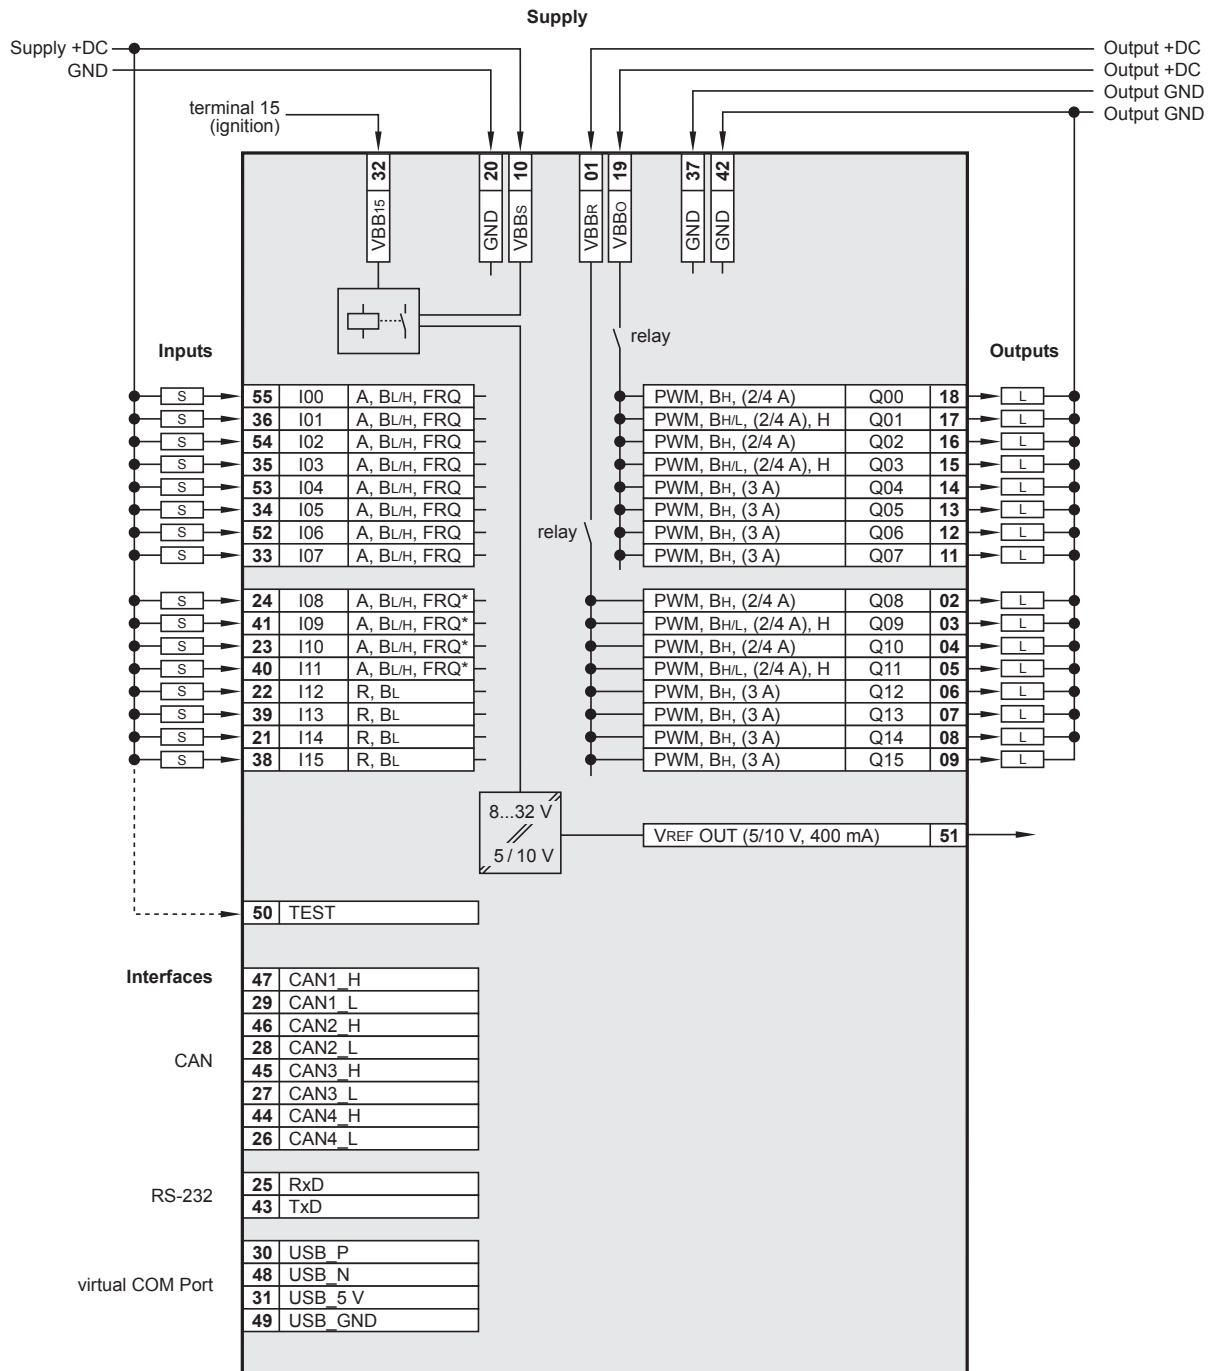 Supply
Supply +DC
Output +DC
GND
Output +DC
Output GND
terminal 15
(ignition)
Output GND
32 20 10 01 19 37 42
VBB15 GND VBBS VBBR VBBO GND GND
relay
Inputs
Outputs
S 55 I00 A, BL/H, FRQ PWM, BH, (2/4 A) Q00 18 L
S 36 I01 A, BL/H, FRQ PWM, BH/L, (2/4 A), H Q01 17 L
S 54 I02 A, BL/H, FRQ PWM, BH, (2/4 A) Q02 16 L
S 35 I03 A, BL/H, FRQ PWM, BH/L, (2/4 A), H Q03 15 L
S 53 I04 A, BL/H, FRQ PWM, BH, (3 A) Q04 14 L
S 34 I05 A, BL/H, FRQ PWM, BH, (3 A) Q05 13 L
S 52 I06 A, BL/H, FRQ relay PWM, BH, (3 A) Q06 12 L
S 33 I07 A, BL/H, FRQ PWM, BH, (3 A) Q07 11 L
S 24 I08 A, BL/H, FRQ* PWM, BH, (2/4 A) Q08 02 L
S 41 I09 A, BL/H, FRQ* PWM, BH/L, (2/4 A), H Q09 03 L
S 23 I10 A, BL/H, FRQ* PWM, BH, (2/4 A) Q10 04 L
S 40 I11 A, BL/H, FRQ* PWM, BH/L, (2/4 A), H Q11 05 L
S 22 I12 R, BL PWM, BH, (3 A) Q12 06 L
S 39 I13 R, BL PWM, BH, (3 A) Q13 07 L
S 21 I14 R, BL PWM, BH, (3 A) Q14 08 L
S 38 I15 R, BL PWM, BH, (3 A) Q15 09 L
8...32 V
5 / 10 V
VREF OUT (5/10 V, 400 mA) 51
50 TEST
Interfaces
47 CAN1_H
29 CAN1_L
46 CAN2_H
CAN
28 CAN2_L
45 CAN3_H
27 CAN3_L
44 CAN4_H
26 CAN4_L
RS-232
25 RxD
43 TxD
virtual COM Port
30 USB_P
48 USB_N
31 USB_5 V
49 USB_GND